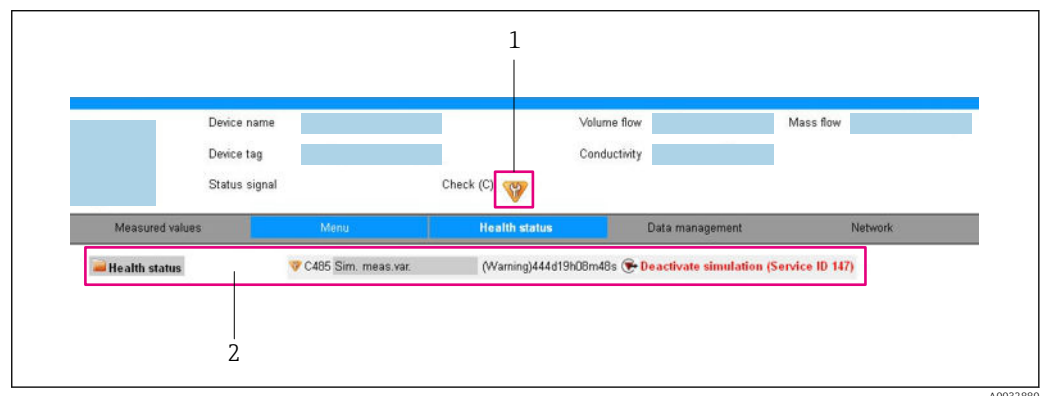 1
Device name Volume flow Mass flow
Device tag Conductivity
Status signal Check (C)
Measured values Menu Health status Data management Network
Health status C485 Sim. meas.var. (Warning)444d19h08m48s Deactivate simulation (Service ID 147)
2
A0032880